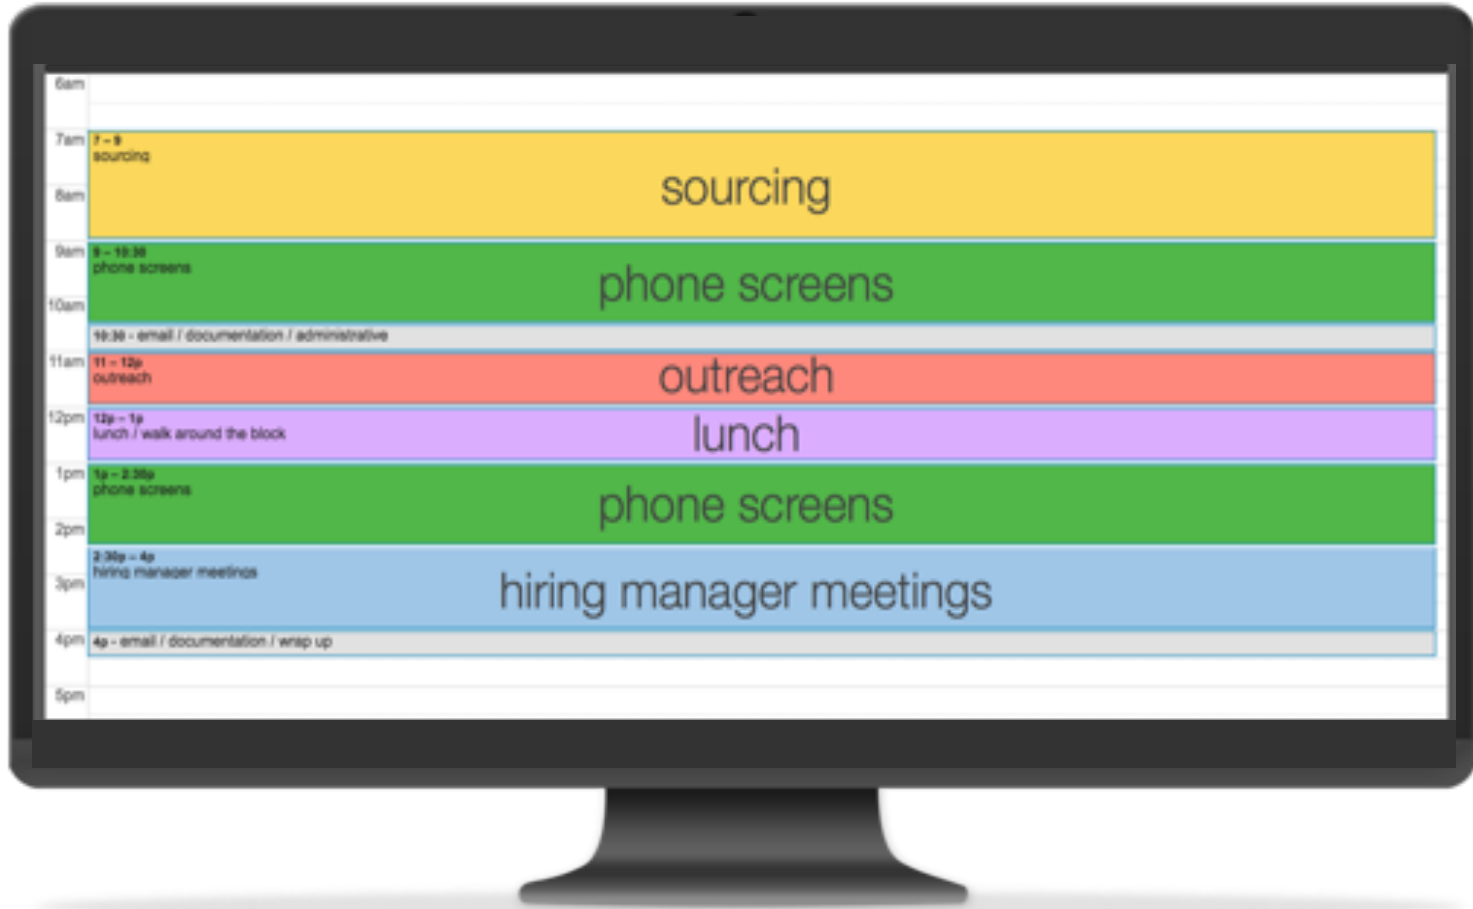 6am
7am
7 – 9
sourcing
sourcing
8am
9am
9 – 10:30
phone screens
phone screens
10am
10:30 - email / documentation / administrative
11am
11 – 12p
outreach
outreach
12pm
12p – 1p
lunch / walk around the block
lunch
1pm
1p – 2:30p
phone screens
phone screens
2pm
2:30p – 4p
hiring manager meetings
hiring manager meetings
3pm
4pm
4p - email / documentation / wrap up
5pm